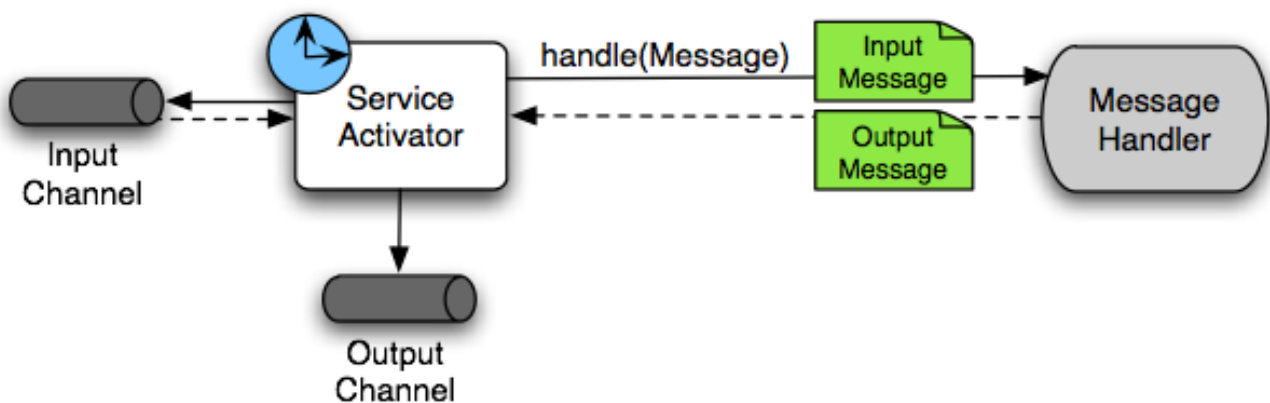 handle(Message)
Input
Message
Service
Activator
Message
Handler
Output
Message
Input
Channel
Output
Channel